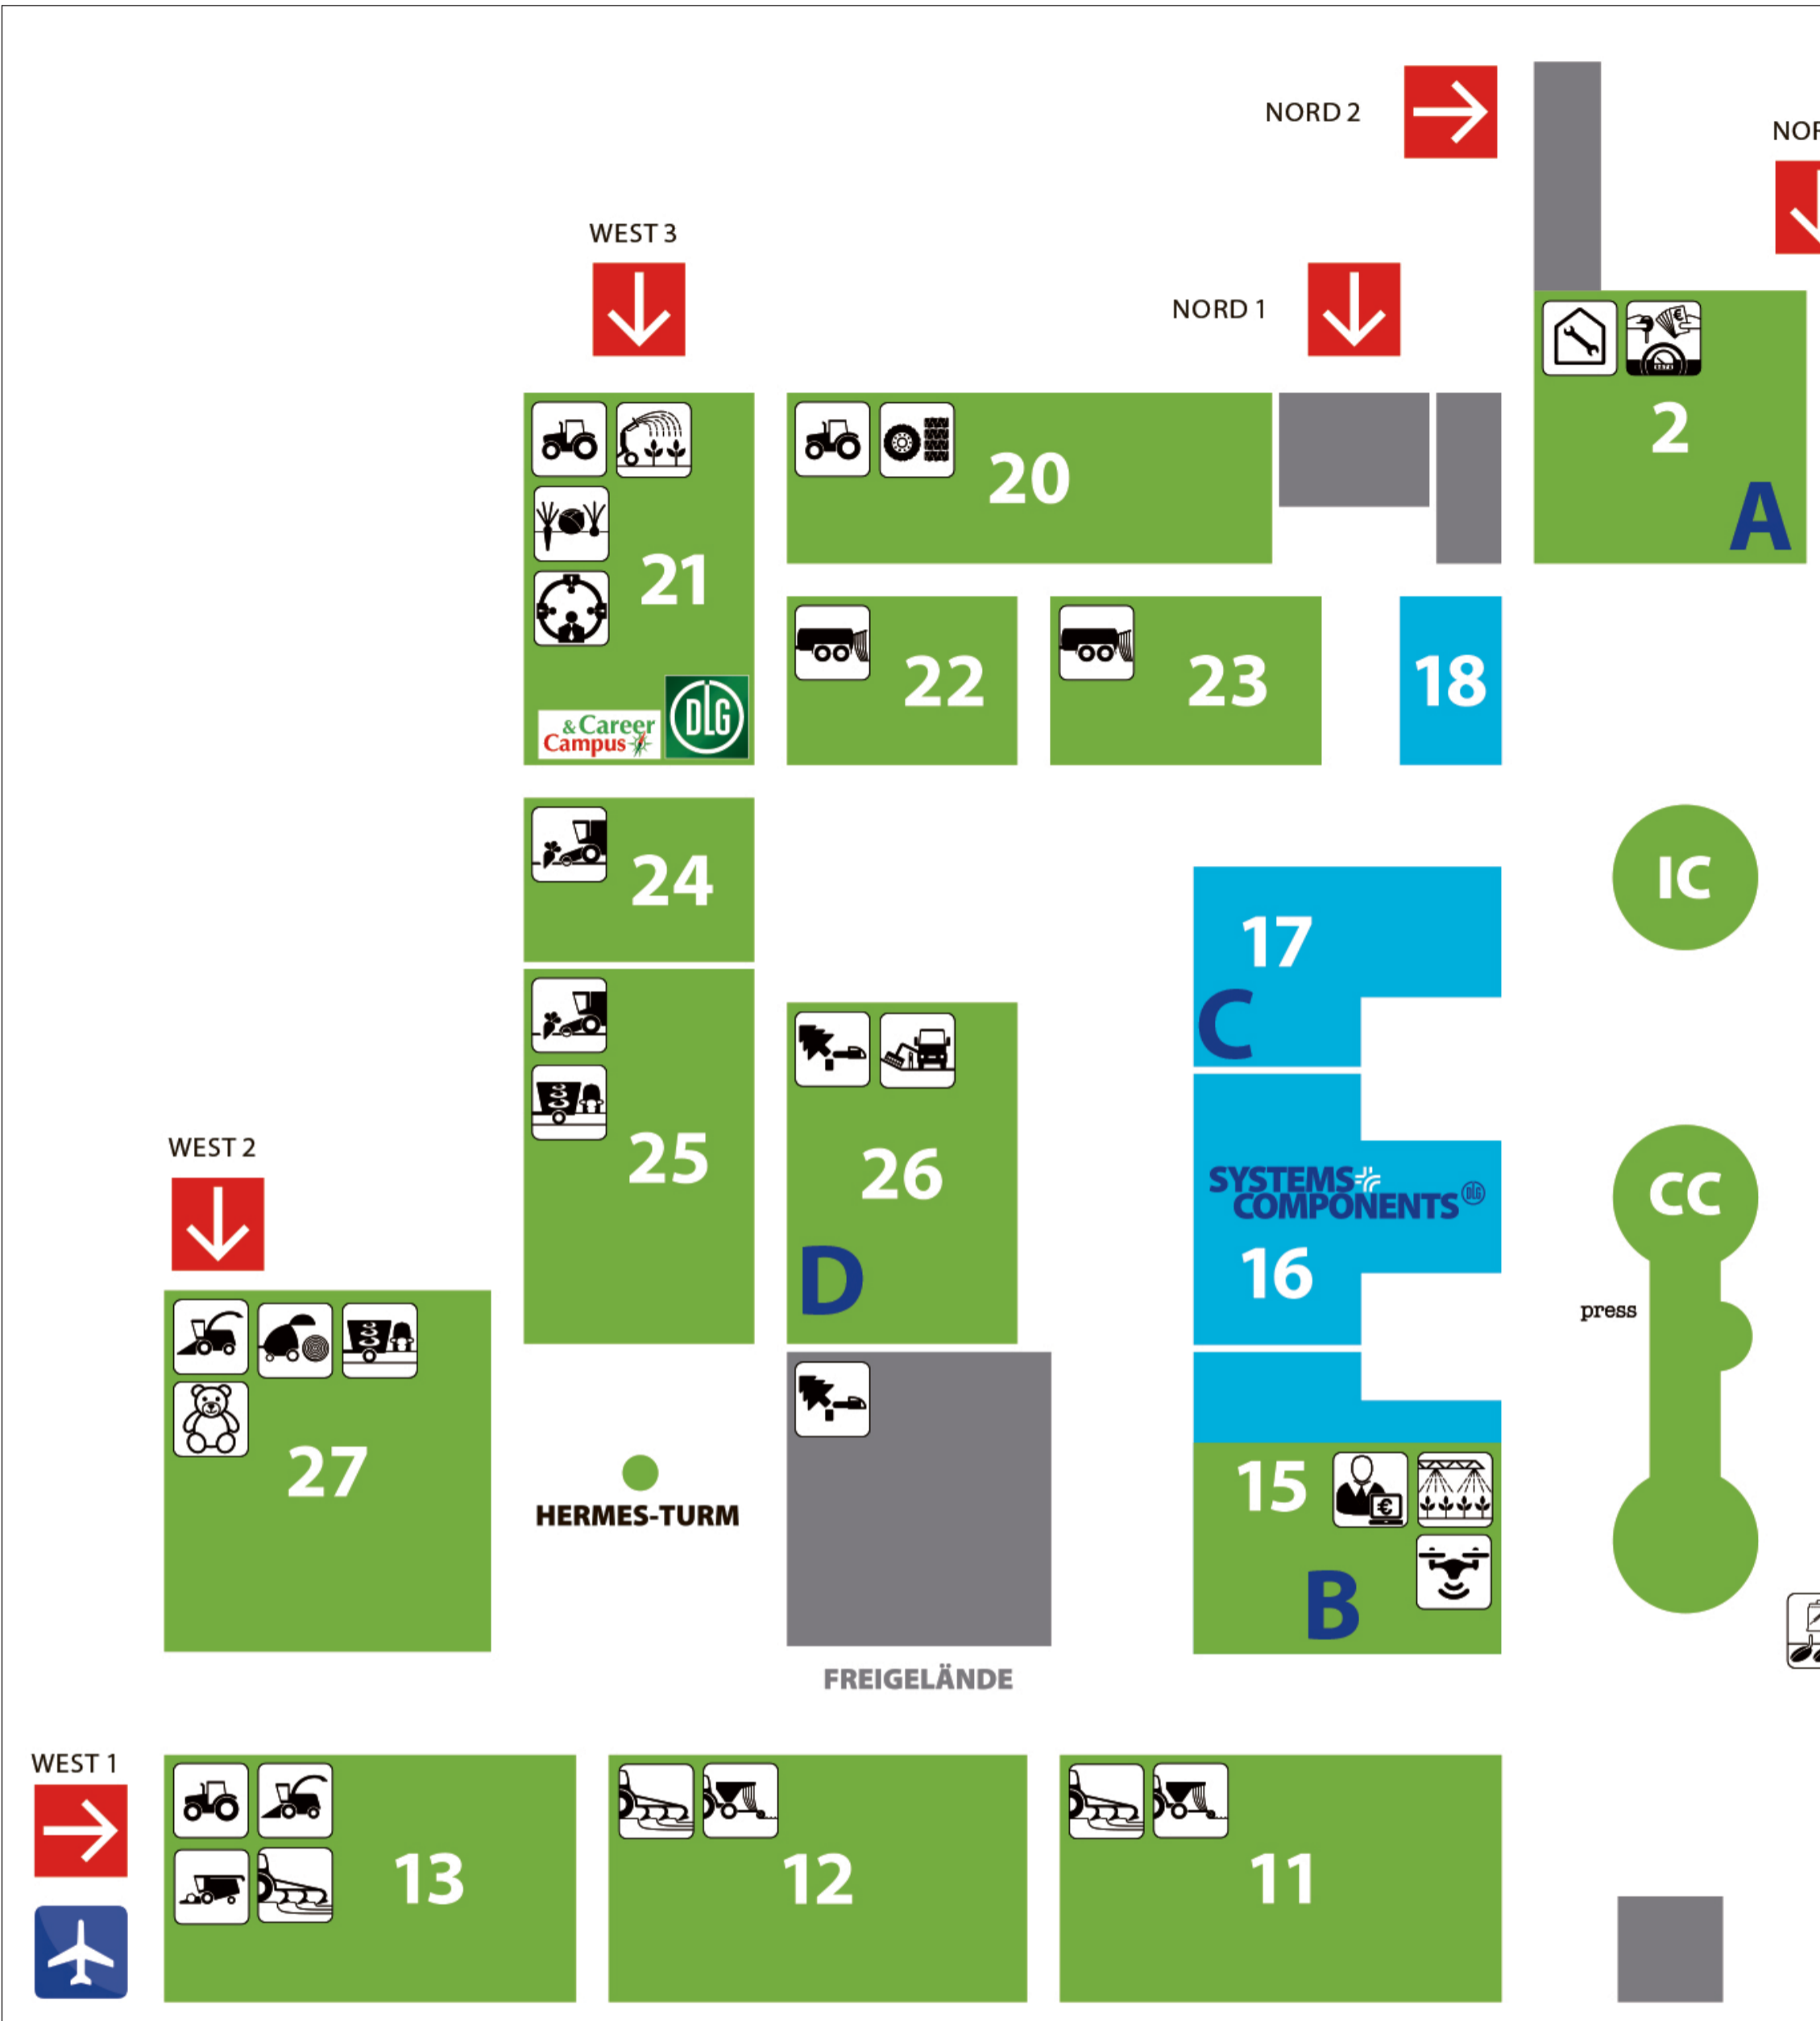 NORD 2
NOR
WEST 3
NORD 1
2
A
20
21
22
23
18
& Career
Campus
DLG
24
IC
17
C
25
26
D
SYSTEMS
COMPONENTS
DLG
16
CC
press
WEST 2
27
HERMES-TURM
15
B
FREIGELÄNDE
WEST 1
13
12
11